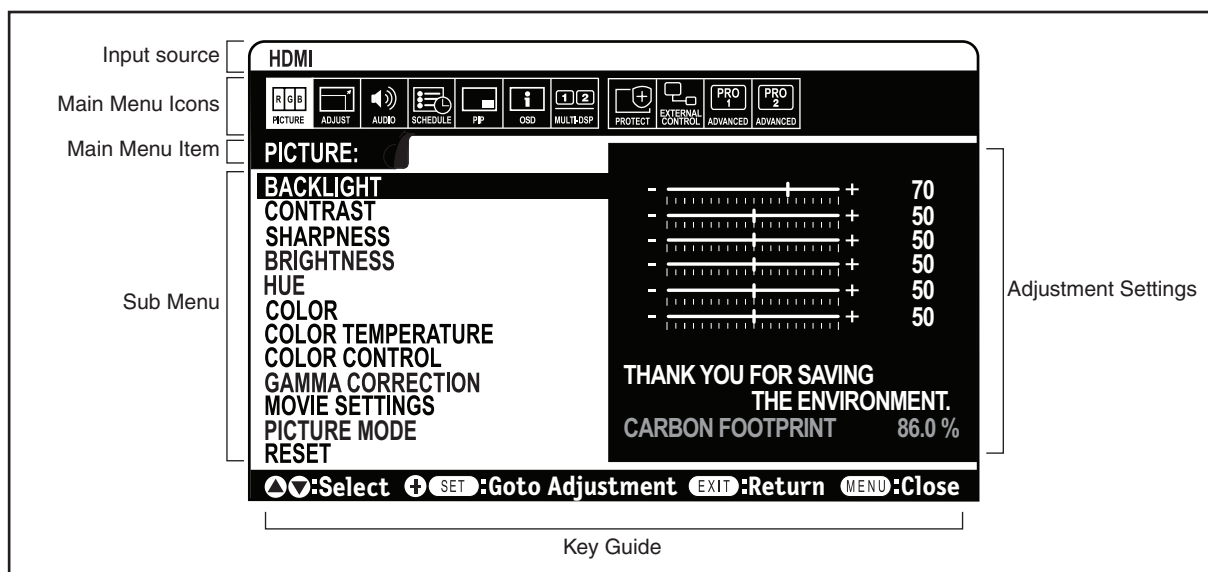 Input source
HDMI
Main Menu Icons
R G B
PICTURE
ADJUST
AUDIO
SCHEDULE
PIP
i
OSD
1 2
MULTI-DSP
PROTECT
EXTERNAL
CONTROL
PRO
1
ADVANCED
PRO
2
ADVANCED
Main Menu Item
PICTURE:
Sub Menu
BACKLIGHT - + 70
CONTRAST - + 50
SHARPNESS - + 50
BRIGHTNESS - + 50
HUE - + 50
COLOR - + 50
COLOR TEMPERATURE
COLOR CONTROL
GAMMA CORRECTION
MOVIE SETTINGS
PICTURE MODE
RESET
THANK YOU FOR SAVING
THE ENVIRONMENT.
CARBON FOOTPRINT 86.0 %
Adjustment Settings
:Select + SET :Goto Adjustment EXIT :Return MENU :Close
Key Guide